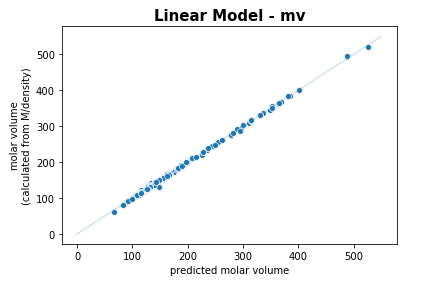 Linear Model - mv
molar volume
(calculated from M/density)
500
400
300
200
100
0
0 100 200 300 400 500
predicted molar volume